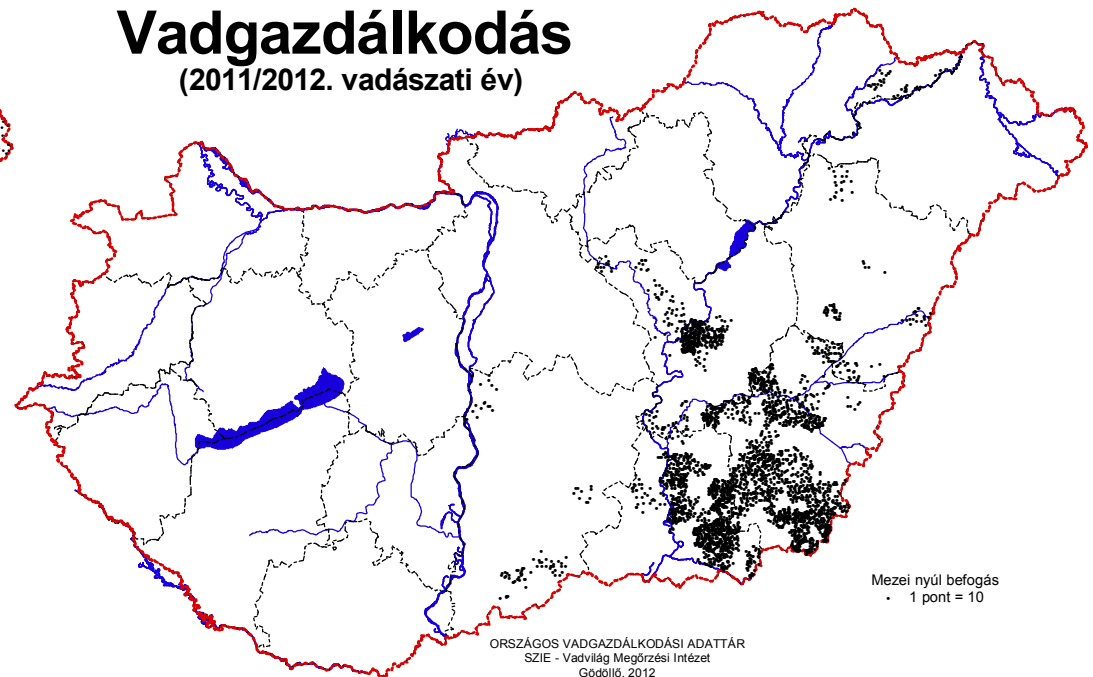 Vadgazdálkodás
(2011/2012. vadászati év)
Mezei nyúl befogás
1 pont = 10
ORSZÁGOS VADGAZDÁLKODÁSI ADATTÁR
SZIE - Vadvilág Megőrzési Intézet
Gödöllő, 2012